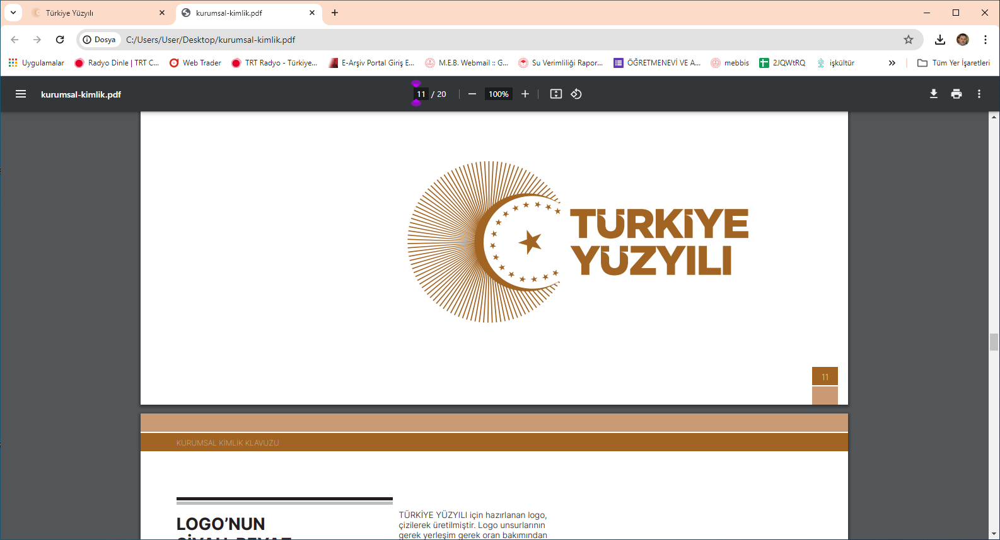 Türkiye Yüzyılı
kurumsal-kimlik.pdf
Dosya
C:/Users/User/Desktop/kurumsal-kimlik.pdf
Uygulamalar
Radyo Dinle | TRT C...
Web Trader
TRT Radyo - Türkiye...
E-Arşiv Portal Giriş E...
M.E.B. Webmail :: G...
Su Verimliliği Rapor...
ÖĞRETMENEVİ VE A...
mebbis
2JQWtRQ
işkültür
Tüm Yer İşaretleri
kurumsal-kimlik.pdf
11 / 20
100%
TÜRKİYE
YÜZYILI
11
KURUMSAL KİMLİK KLAVUZU
LOGO'NUN
SİYAH-BEYAZ
TÜRKİYE YÜZYILI için hazırlanan logo,
çizilerek üretilmiştir. Logo unsurlarının
gerek yerleşim gerek oran bakımından